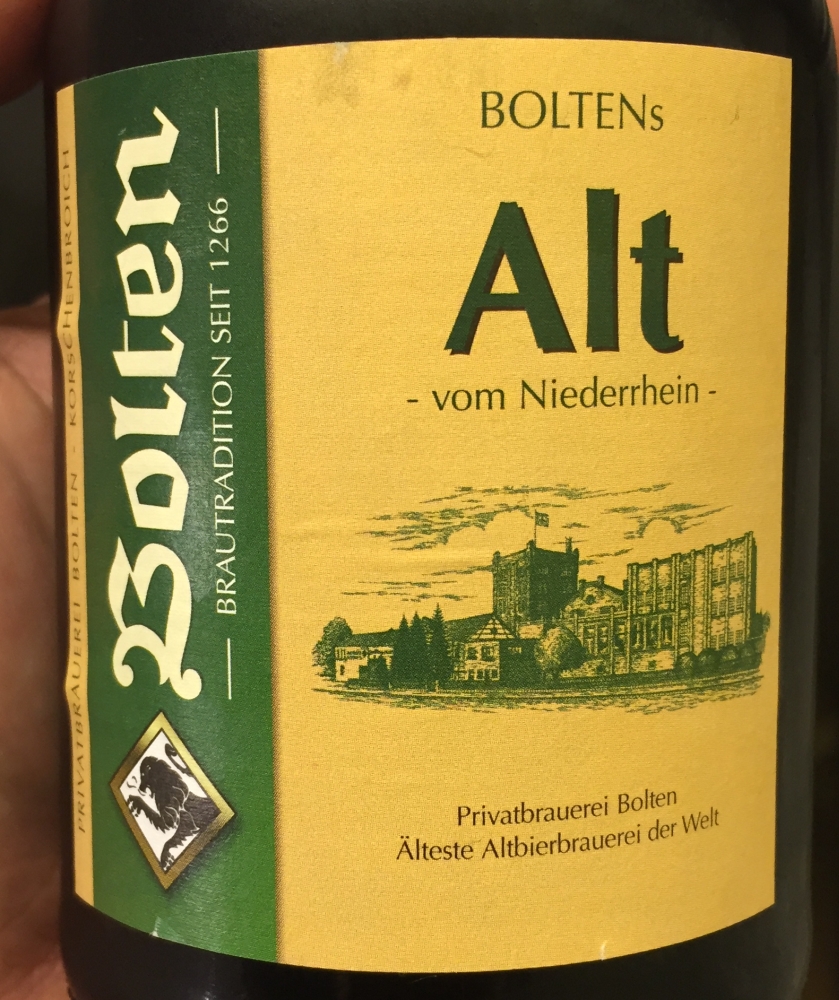 PRIVATBRAUEREI BOLTEN - KORSCHENBROICH
Bolten
BRAUTRADITION SEIT 1266
BOLTENs
Alt
- vom Niederrhein -
Privatbrauerei Bolten
Älteste Altbierbrauerei der Welt